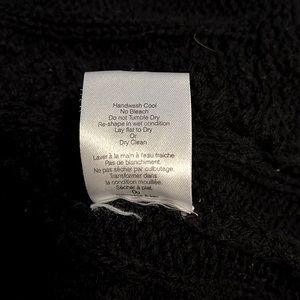 Handwash Cool
No Bleach
Do not Tumble Dry
Re-shape in wet condition
Lay flat to Dry
Or
Dry Clean
Laver à la main à l'eau fraiche
Pas de blanchiment.
Ne pas sécher par culbutage.
Transformer dans
la condition mouillée.
Sécher à plat.
Ou